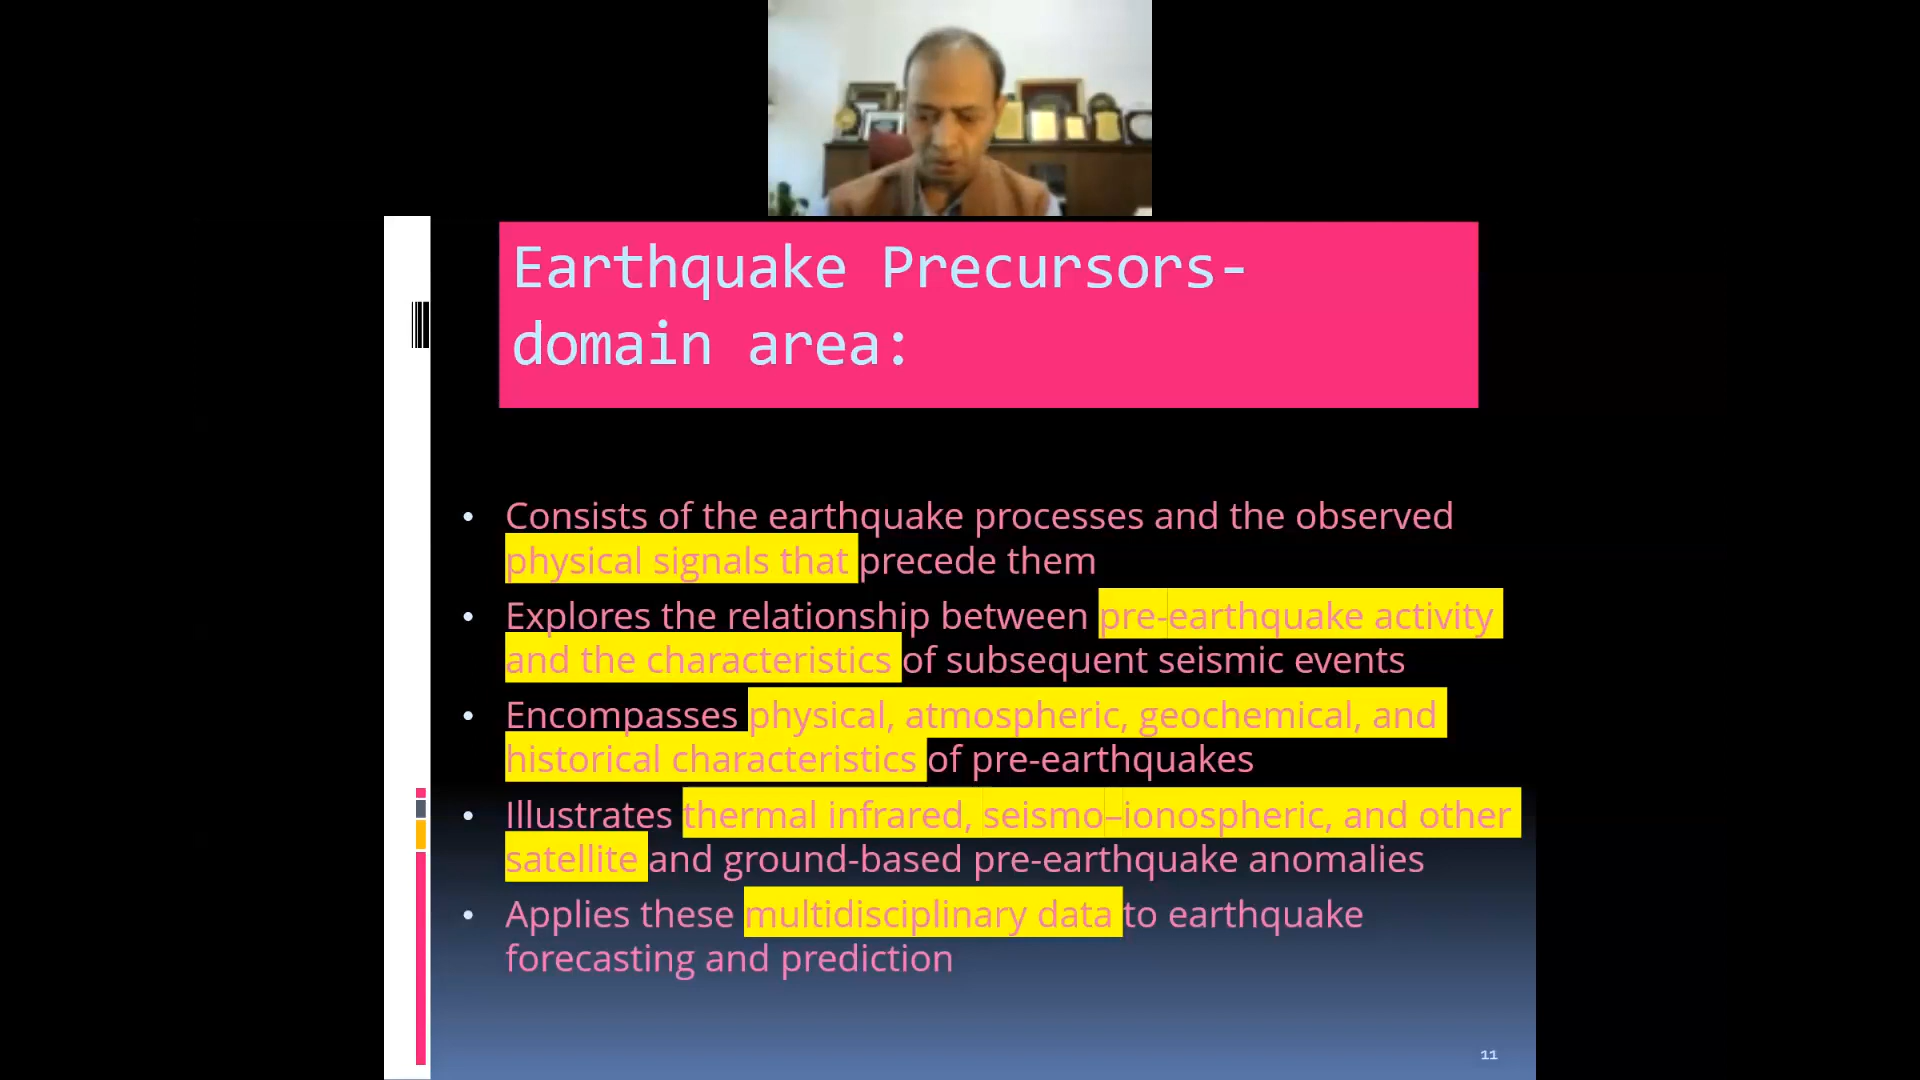 Earthquake Precursors-
domain area:
• Consists of the earthquake processes and the observed
physical signals that precede them
• Explores the relationship between pre-earthquake activity
and the characteristics of subsequent seismic events
• Encompasses physical, atmospheric, geochemical, and
historical characteristics of pre-earthquakes
• Illustrates thermal infrared, seismo–ionospheric, and other
satellite and ground-based pre-earthquake anomalies
• Applies these multidisciplinary data to earthquake
forecasting and prediction
11